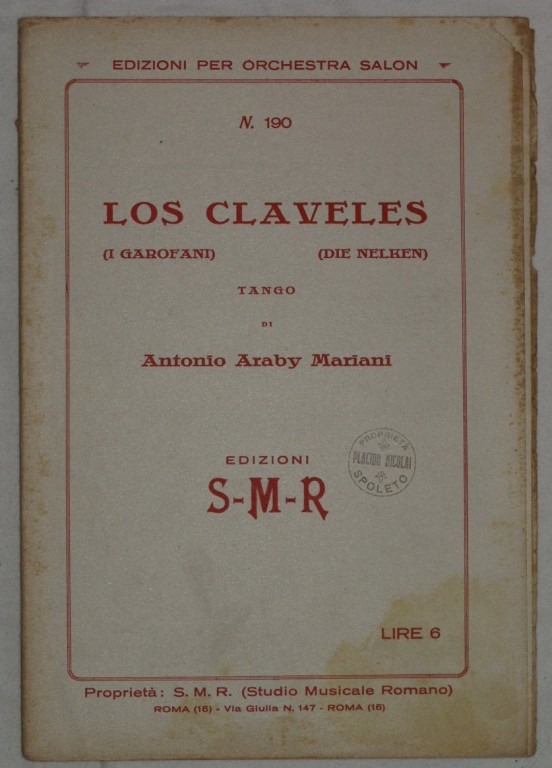 EDIZIONI PER ORCHESTRA SALON
N. 190
LOS CLAVELES
(I GAROFANI) (DIE NELKEN)
TANGO
DI
Antonio Araby Mariani
EDIZIONI
S-M-R
PROPRIETÀ
PLACIDO NICOLAI
SPOLETO
LIRE 6
Proprietà: S. M. R. (Studio Musicale Romano)
ROMA (16) - Via Giulia N. 147 - ROMA (16)